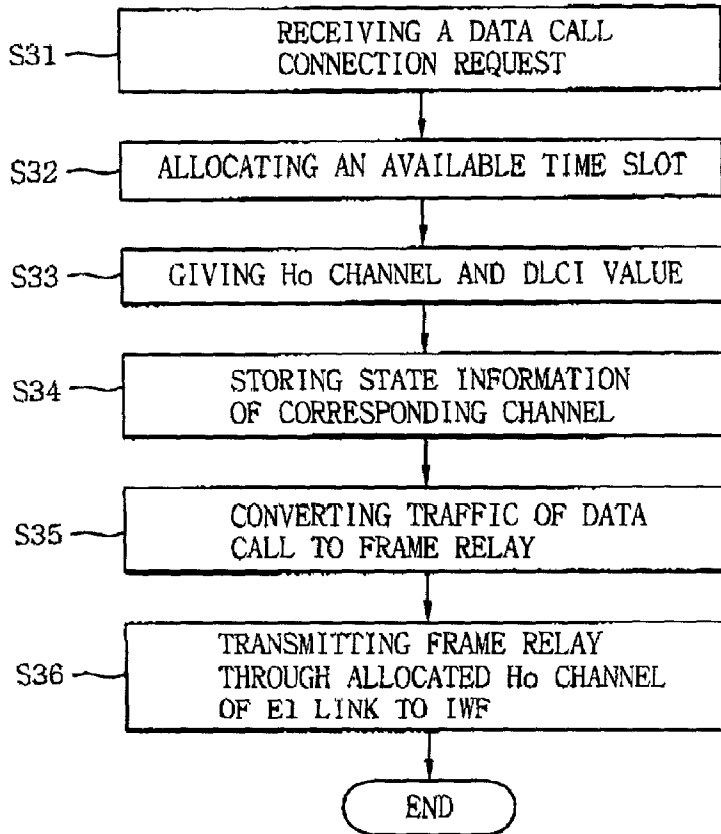 S31
RECEIVING A DATA CALL
CONNECTION REQUEST
S32
ALLOCATING AN AVAILABLE TIME SLOT
S33
GIVING Ho CHANNEL AND DLCI VALUE
S34
STORING STATE INFORMATION
OF CORRESPONDING CHANNEL
S35
CONVERTING TRAFFIC OF DATA
CALL TO FRAME RELAY
S36
TRANSMITTING FRAME RELAY
THROUGH ALLOCATED Ho CHANNEL
OF E1 LINK TO IWF
END